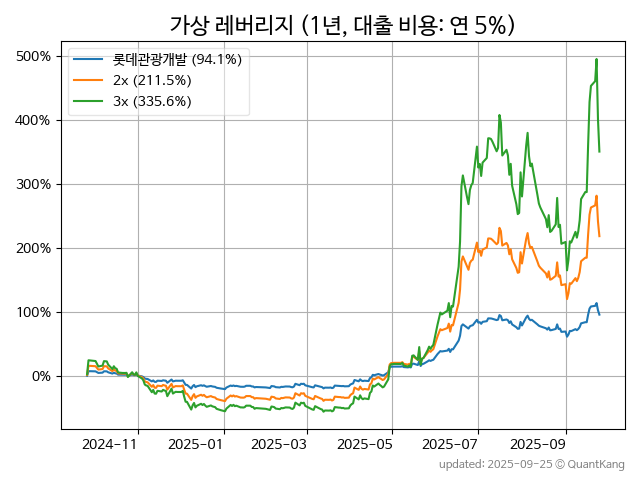 가상 레버리지 (1년, 대출 비용: 연 5%)
롯데관광개발 (94.1%)
2x (211.5%)
3x (335.6%)
500%
400%
300%
200%
100%
0%
2024-11
2025-01
2025-03
2025-05
2025-07
2025-09
updated: 2025-09-25 © QuantKang